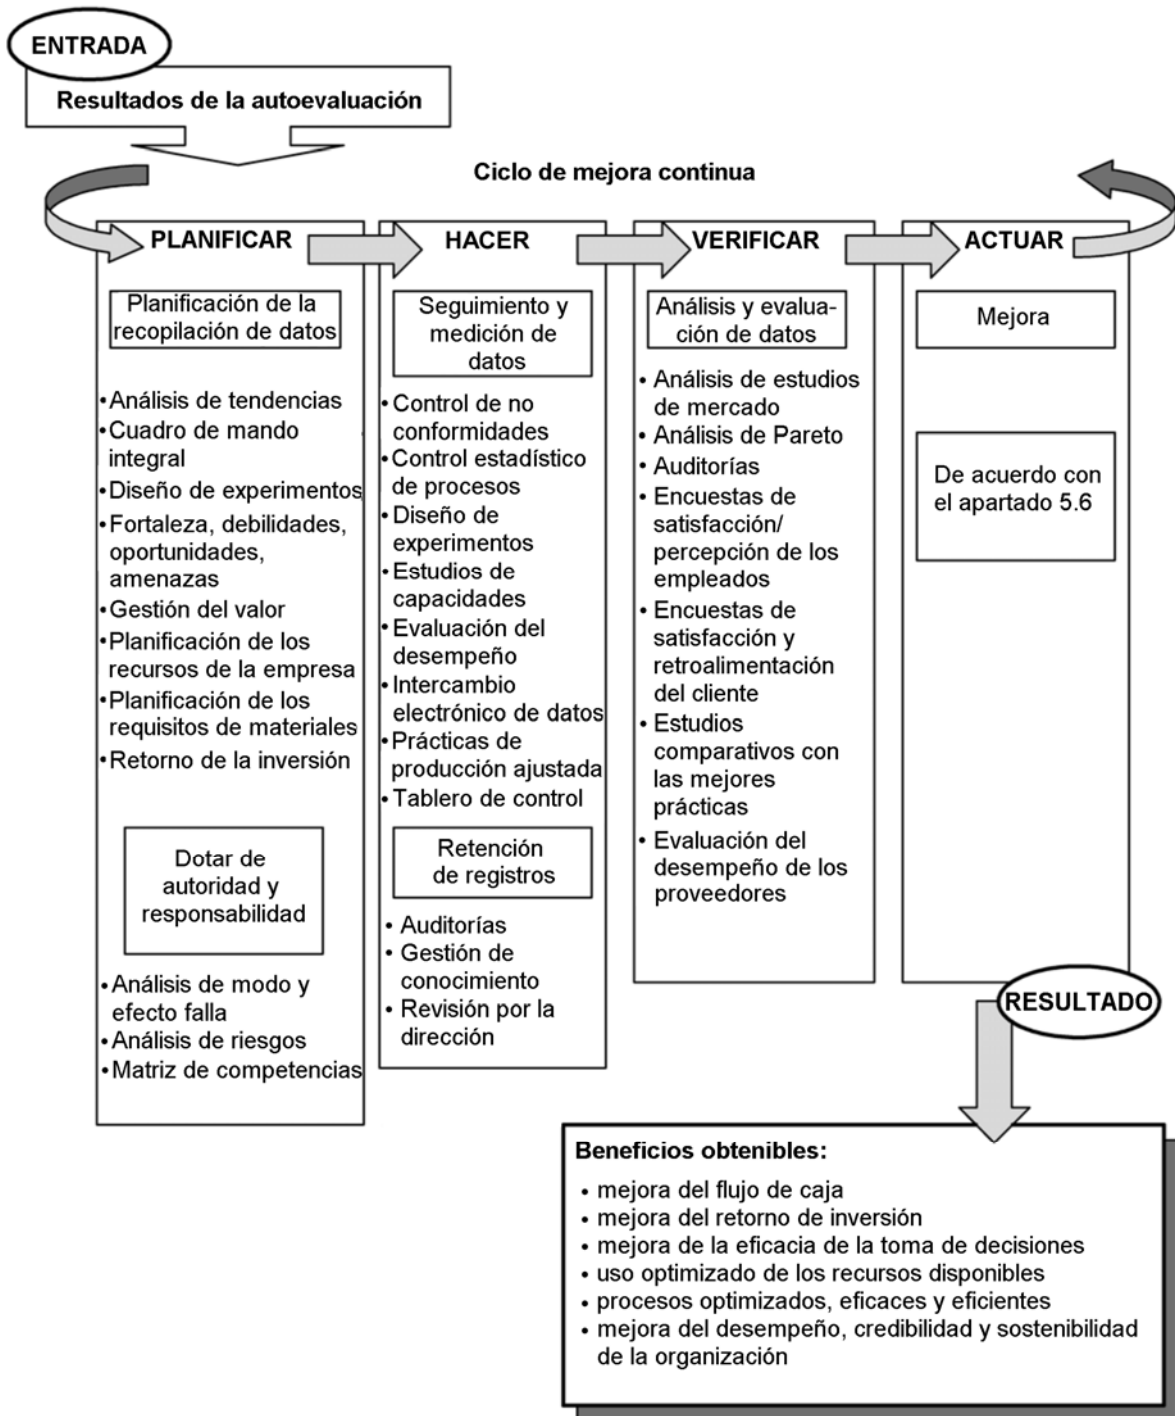 ENTRADA
Resultados de la autoevaluación
Ciclo de mejora continua
PLANIFICAR
Planificación de la
recopilación de datos
•Análisis de tendencias
•Cuadro de mando
integral
•Diseño de experimentos
•Fortaleza, debilidades,
oportunidades,
amenazas
•Gestión del valor
•Planificación de los
recursos de la empresa
•Planificación de los
requisitos de materiales
•Retorno de la inversión
Dotar de
autoridad y
responsabilidad
•Análisis de modo y
efecto falla
•Análisis de riesgos
•Matriz de competencias
HACER
Seguimiento y
medición de
datos
•Control de no
conformidades
•Control estadístico
de procesos
•Diseño de
experimentos
•Estudios de
capacidades
•Evaluación del
desempeño
•Intercambio
electrónico de datos
•Prácticas de
producción ajustada
•Tablero de control
Retención
de registros
• Auditorías
• Gestión de
conocimiento
• Revisión por la
dirección
VERIFICAR
Análisis y evalua-
ción de datos
• Análisis de estudios
de mercado
• Análisis de Pareto
• Auditorías
• Encuestas de
satisfacción/
percepción de los
empleados
• Encuestas de
satisfacción y
retroalimentación
del cliente
• Estudios
comparativos con
las mejores
prácticas
• Evaluación del
desempeño de los
proveedores
ACTUAR
Mejora
De acuerdo con
el apartado 5.6
RESULTADO
Beneficios obtenibles:
• mejora del flujo de caja
• mejora del retorno de inversión
• mejora de la eficacia de la toma de decisiones
• uso optimizado de los recursos disponibles
• procesos optimizados, eficaces y eficientes
• mejora del desempeño, credibilidad y sostenibilidad
de la organización